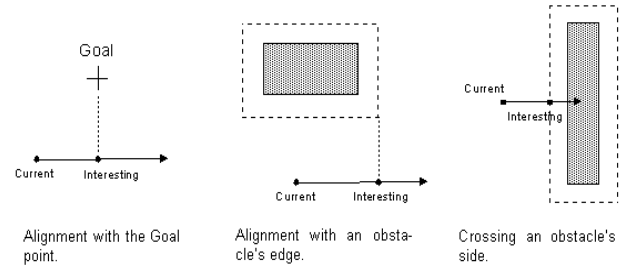 Goal
Current
Interesting
Alignment with the Goal
point.
Current
Interesting
Alignment with an obsta-
cle's edge.
Current
Interesting
Crossing an obstacle's
side.